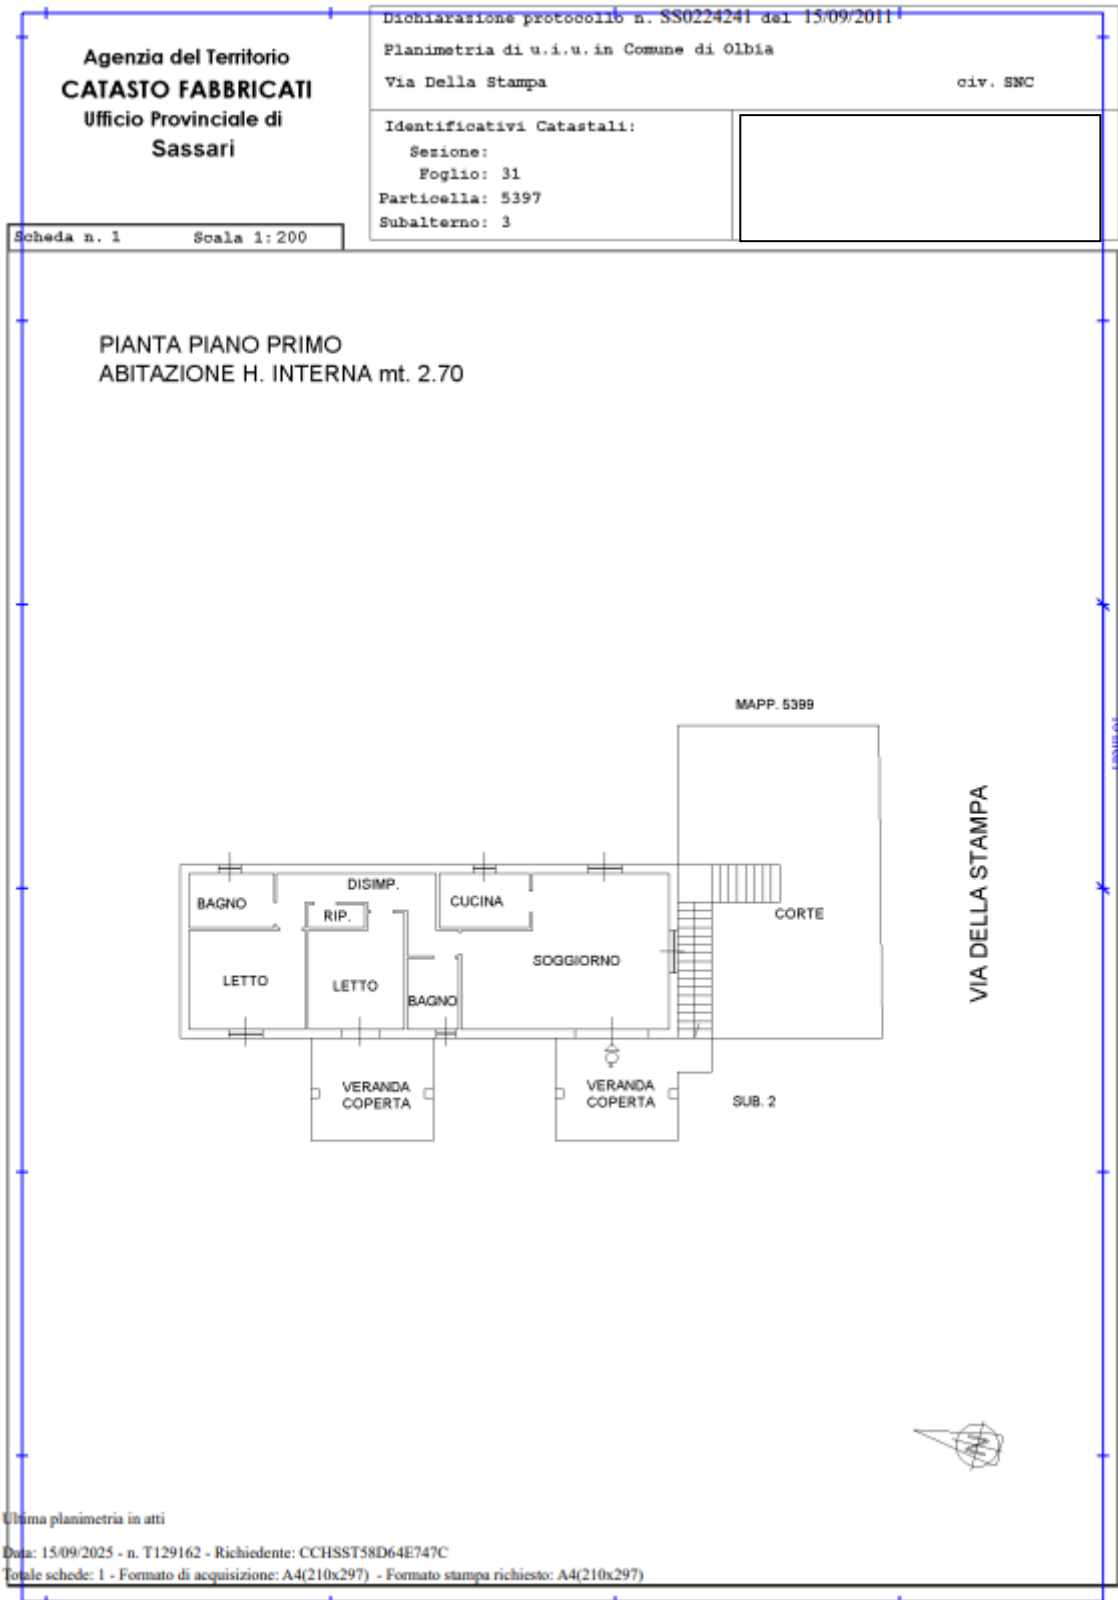 Agenzia del Territorio
CATASTO FABBRICATI
Ufficio Provinciale di
Sassari
Dichiarazione protocollo n. SS0224241 del 15/09/2011
Planimetria di u.i.u. in Comune di Olbia
Via Della Stampa civ. SNC
Identificativi Catastali:
Sezione:
Foglio: 31
Particella: 5397
Subalterno: 3
Scheda n. 1 Scala 1:200
PIANTA PIANO PRIMO
ABITAZIONE H. INTERNA mt. 2.70
MAPP. 5399
VIA DELLA STAMPA
DISIMP.
BAGNO
RIP.
CUCINA
CORTE
SOGGIORNO
LETTO
LETTO
BAGNO
VERANDA
COPERTA
VERANDA
COPERTA
SUB. 2
N
Ultima planimetria in atti
Data: 15/09/2025 - n. T129162 - Richiedente: CCHSST58D64E747C
Totale schede: 1 - Formato di acquisizione: A4(210x297) - Formato stampa richiesto: A4(210x297)